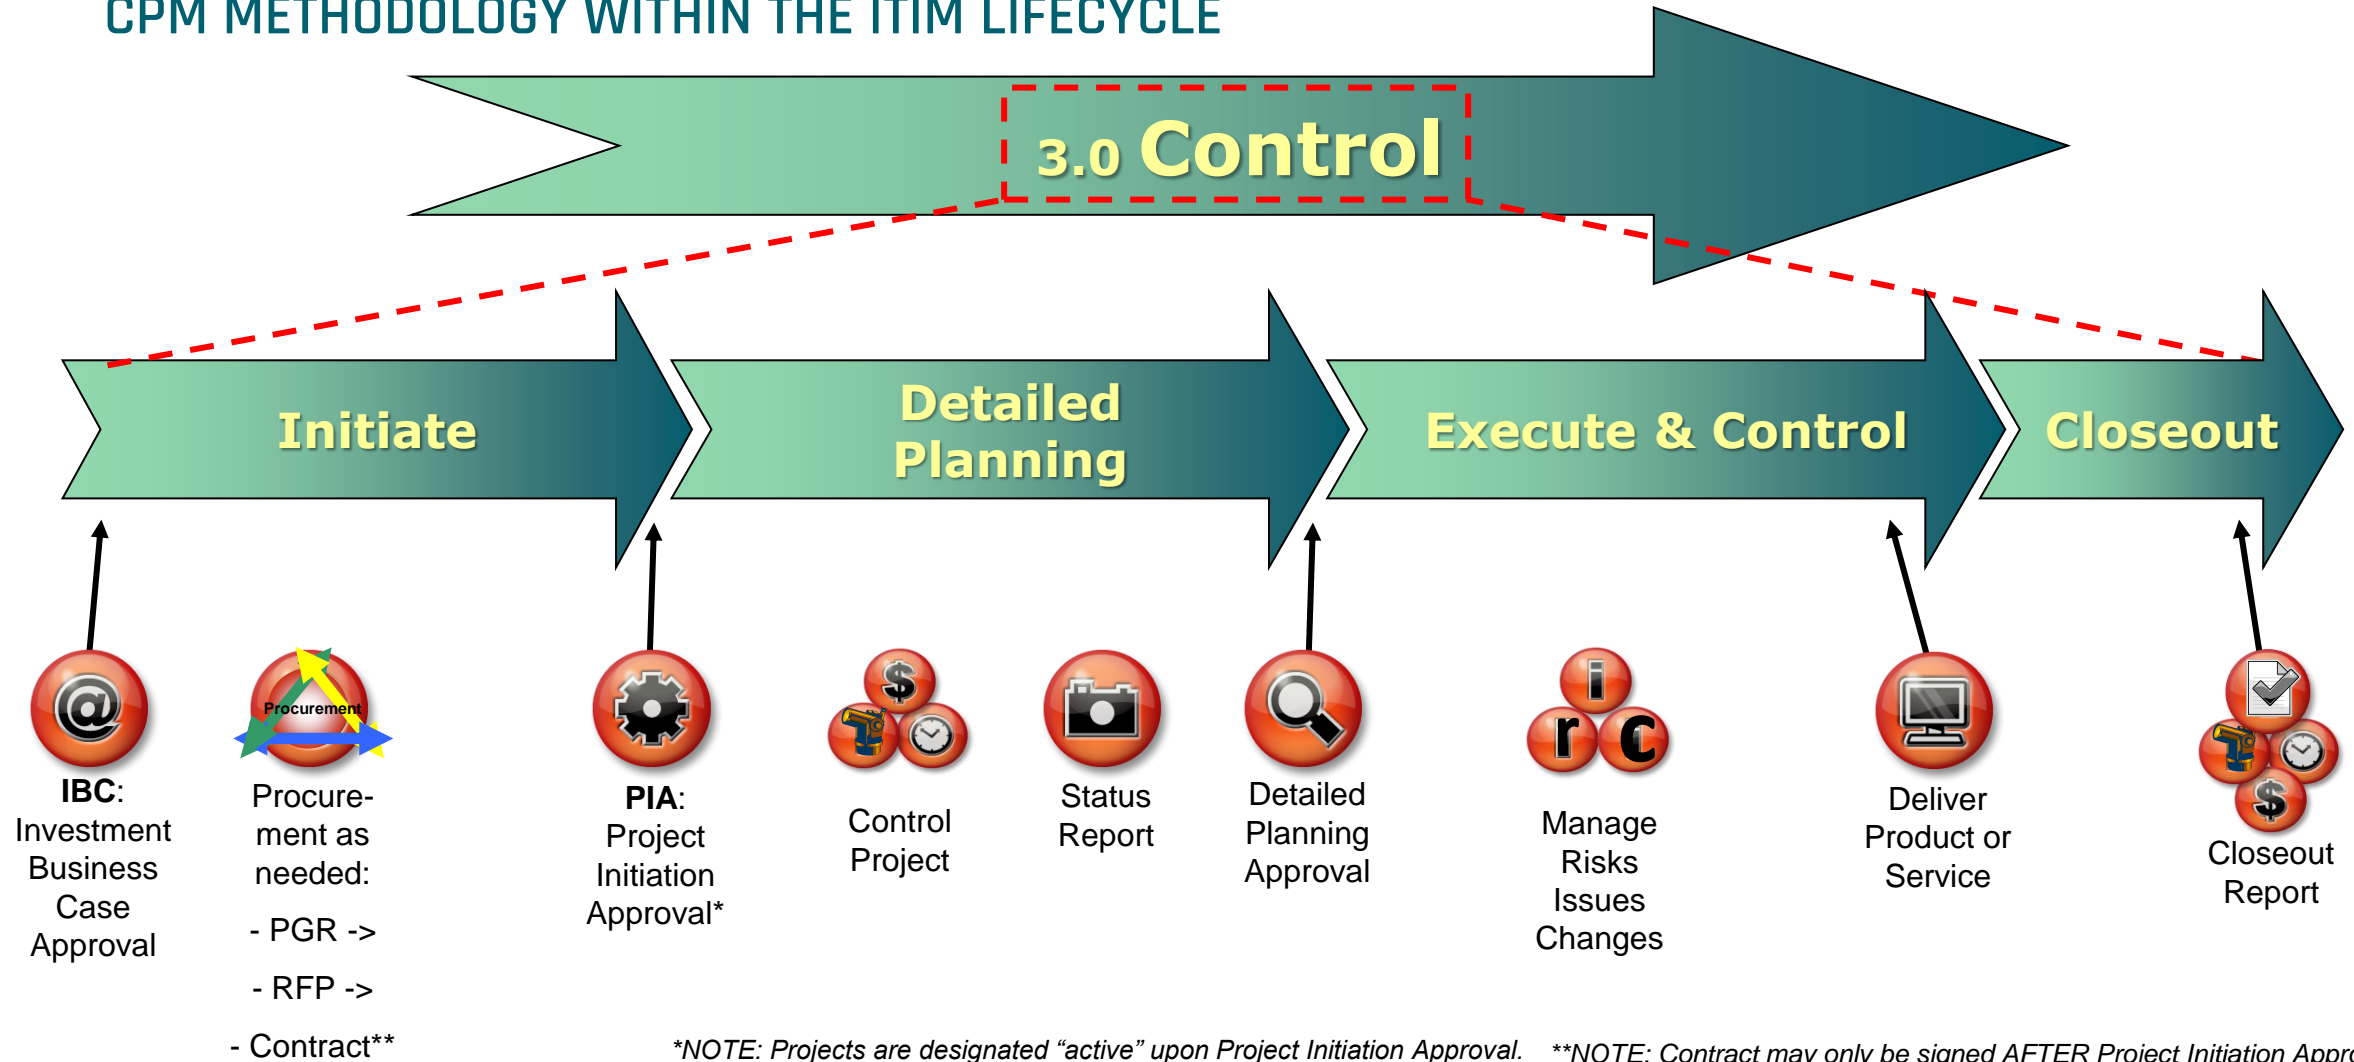 CPM METHODOLOGY WITHIN THE ITIM LIFECYCLE
3.0 Control
Initiate
Detailed
Planning
Execute & Control
Closeout
IBC:
Investment
Business
Case
Approval
Procurement
Procure-
ment as
needed:
- PGR ->
- RFP ->
- Contract**
PIA:
Project
Initiation
Approval*
$
Control
Project
Status
Report
Detailed
Planning
Approval
i
r c
Manage
Risks
Issues
Changes
Deliver
Product or
Service
$
Closeout
Report
*NOTE: Projects are designated “active” upon Project Initiation Approval.
**NOTE: Contract may only be signed AFTER Project Initiation Appro